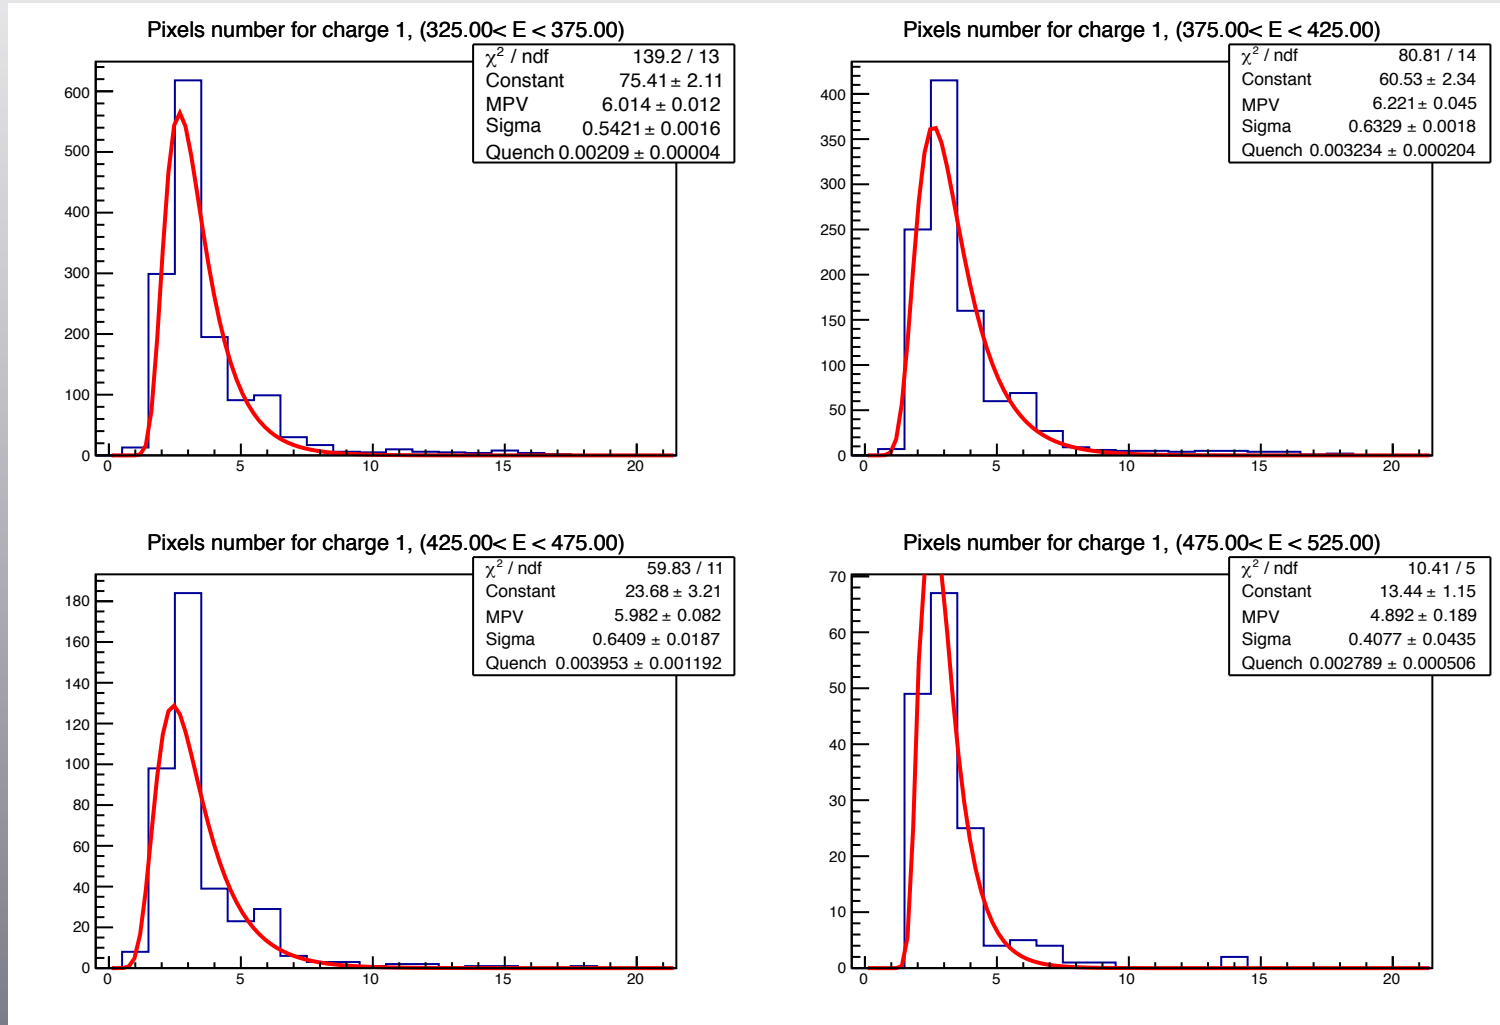 Pixels number for charge 1, (325.00< E < 375.00)
χ² / ndf 139.2 / 13
Constant 75.41 ± 2.11
MPV 6.014 ± 0.012
Sigma 0.5421 ± 0.0016
Quench 0.00209 ± 0.00004
600
500
400
300
200
100
0
0 5 10 15 20
Pixels number for charge 1, (375.00< E < 425.00)
χ² / ndf 80.81 / 14
Constant 60.53 ± 2.34
MPV 6.221 ± 0.045
Sigma 0.6329 ± 0.0018
Quench 0.003234 ± 0.000204
400
350
300
250
200
150
100
50
0
0 5 10 15 20
Pixels number for charge 1, (425.00< E < 475.00)
χ² / ndf 59.83 / 11
Constant 23.68 ± 3.21
MPV 5.982 ± 0.082
Sigma 0.6409 ± 0.0187
Quench 0.003953 ± 0.001192
180
160
140
120
100
80
60
40
20
0
0 5 10 15 20
Pixels number for charge 1, (475.00< E < 525.00)
χ² / ndf 10.41 / 5
Constant 13.44 ± 1.15
MPV 4.892 ± 0.189
Sigma 0.4077 ± 0.0435
Quench 0.002789 ± 0.000506
70
60
50
40
30
20
10
0
0 5 10 15 20